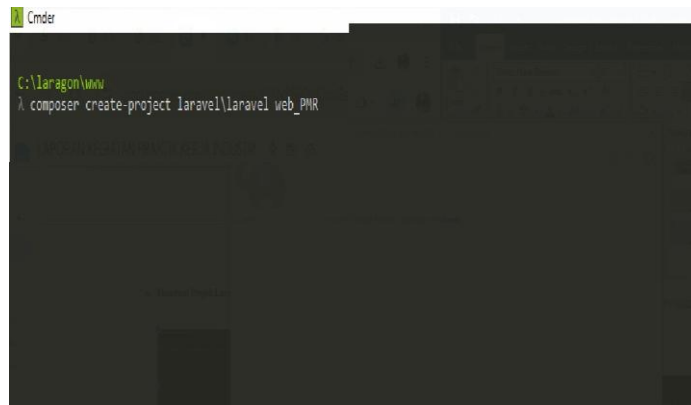 λ Cmder
C:\laragon\www
λ composer create-project laravel\laravel web_PMR